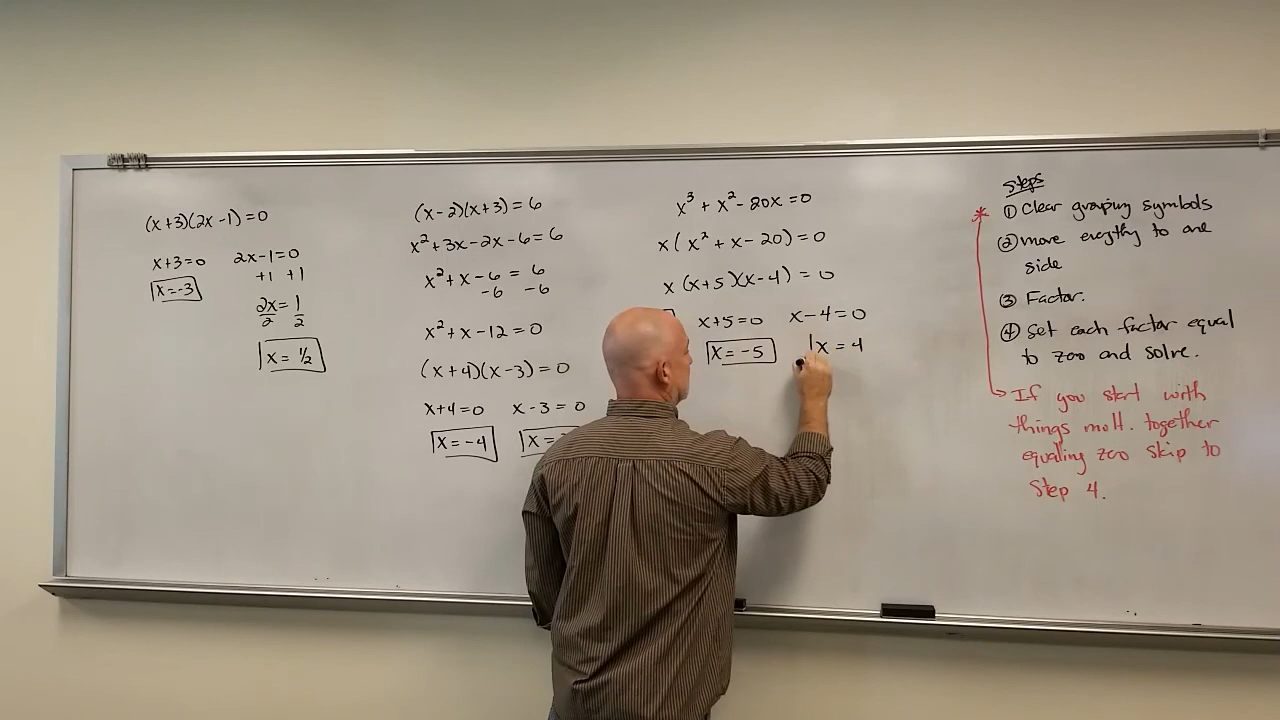 (x+3)(2x-1)=0
x+3=0 2x-1=0
+1 +1
x=-3
2x=1
2 2
x=1/2
(x-2)(x+3)=6
x²+3x-2x-6=6
x²+x-6=6
-6 -6
x²+x-12=0
(x+4)(x-3)=0
x+4=0 x-3=0
x=-4 x=
x³+x²-20x=0
x(x²+x-20)=0
x(x+5)(x-4)=0
x+5=0 x-4=0
x=-5 x=4
Steps
* ① Clear grouping symbols
② move everything to one
side
③ Factor.
④ set each factor equal
to zero and solve.
If you start with
things mult. together
equaling zero skip to
Step 4.